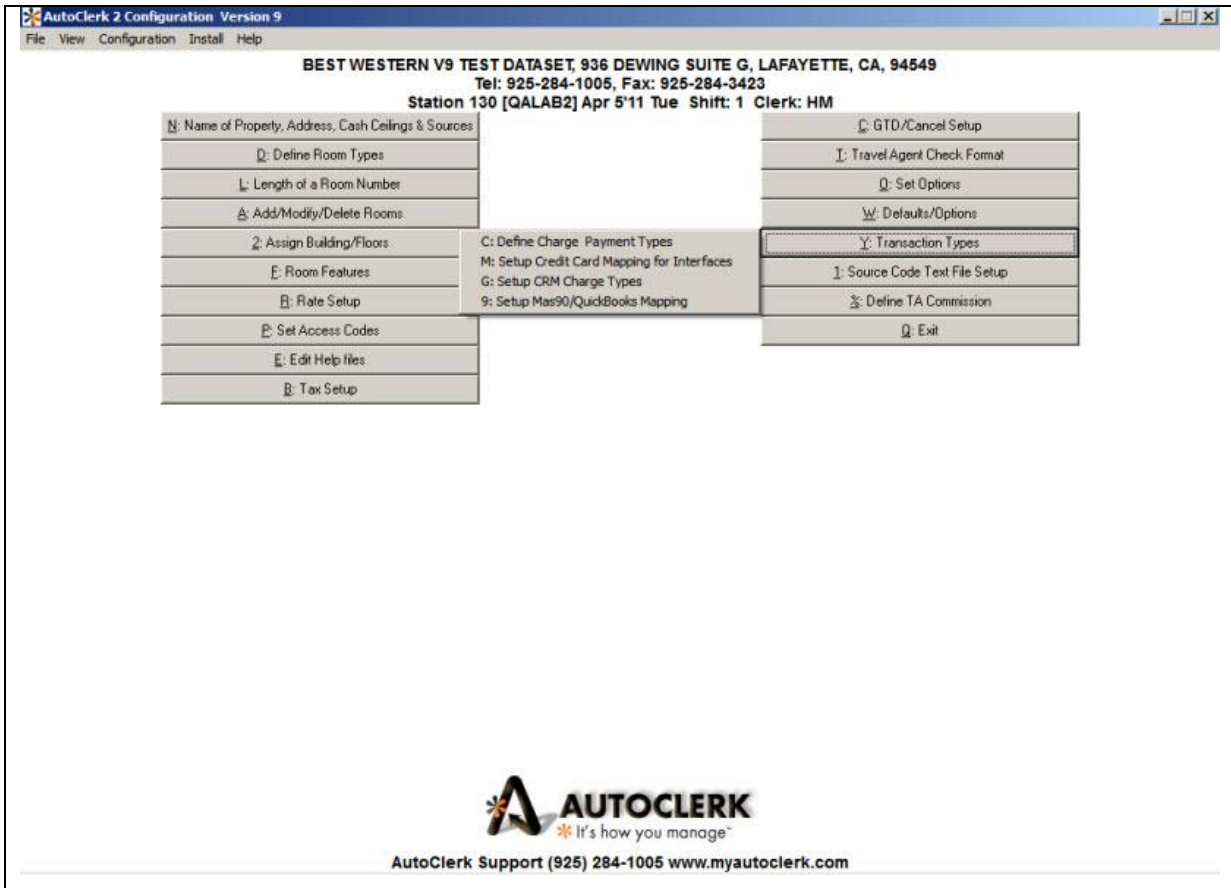 AutoClerk 2 Configuration Version 9
File View Configuration Install Help
BEST WESTERN V9 TEST DATASET, 936 DEWING SUITE G, LAFAYETTE, CA, 94549
Tel: 925-284-1005, Fax: 925-284-3423
Station 130 [QALAB2] Apr 5'11 Tue Shift: 1 Clerk: HM
N: Name of Property, Address, Cash Ceilings & Sources
D: Define Room Types
L: Length of a Room Number
A: Add/Modify/Delete Rooms
2: Assign Building/Floors
F: Room Features
R: Rate Setup
P: Set Access Codes
E: Edit Help files
B: Tax Setup
C: Define Charge Payment Types
M: Setup Credit Card Mapping for Interfaces
G: Setup CRM Charge Types
9: Setup Mas90/QuickBooks Mapping
C: GTD/Cancel Setup
T: Travel Agent Check Format
O: Set Options
W: Defaults/Options
Y: Transaction Types
1: Source Code Text File Setup
%: Define TA Commission
Q: Exit
AUTOCLERK
It's how you manage~
AutoClerk Support (925) 284-1005 www.myautoclerk.com